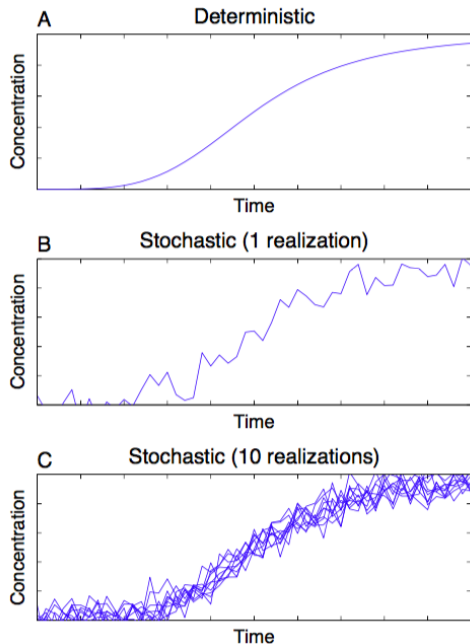 A
Deterministic
Concentration
Time
B
Stochastic (1 realization)
Concentration
Time
C
Stochastic (10 realizations)
Concentration
Time